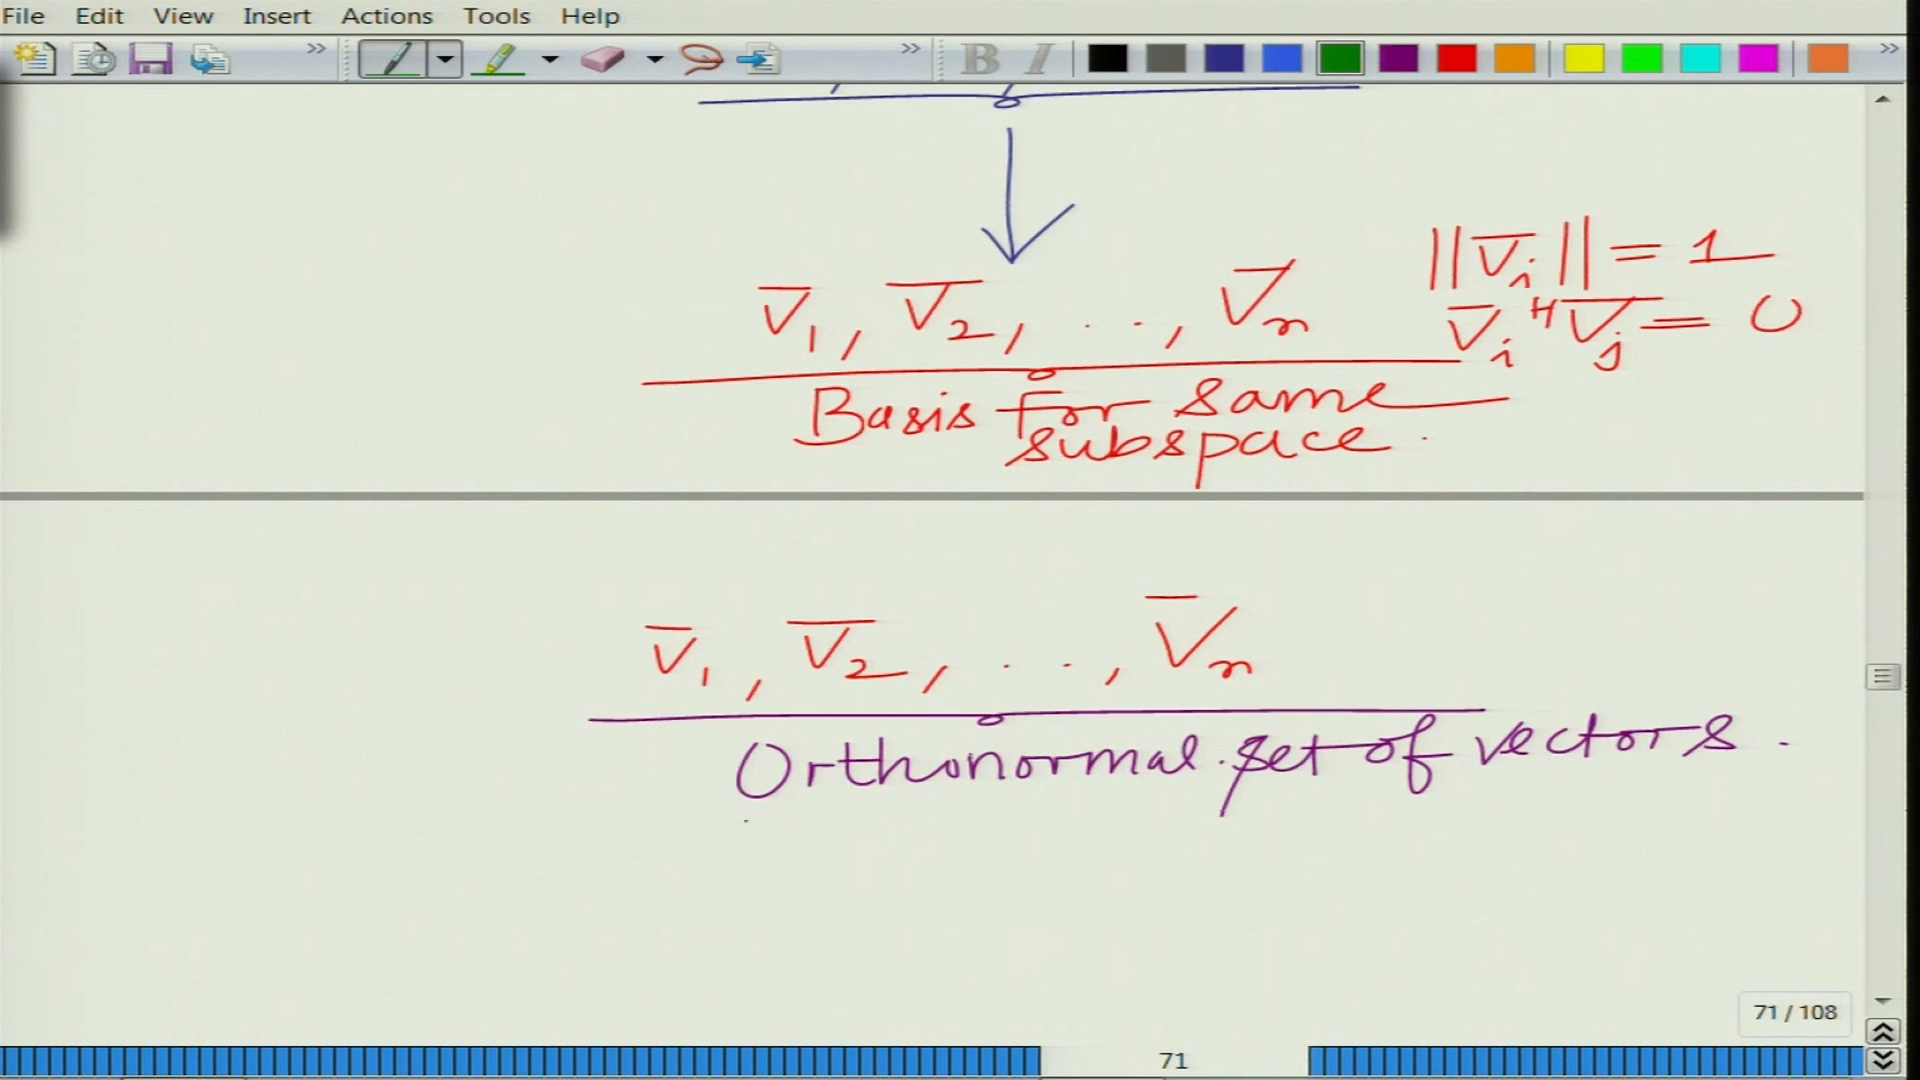 File Edit View Insert Actions Tools Help
B I
V̅₁, V̅₂, . . ., V̅ₙ
||V̅ᵢ|| = 1
V̅ᵢᴴV̅ⱼ = 0
Basis for same
subspace.
V̅₁, V̅₂, . . ., V̅ₙ
Orthonormal set of vectors.
71 / 108
71